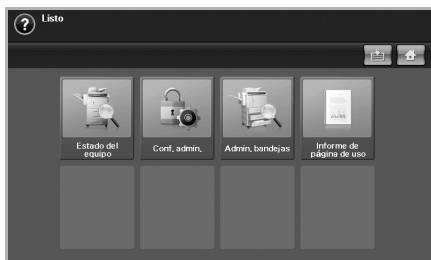 ? Listo
Estado del
equipo
Conf. admin.
Admin. bandejas
Informe de
página de uso